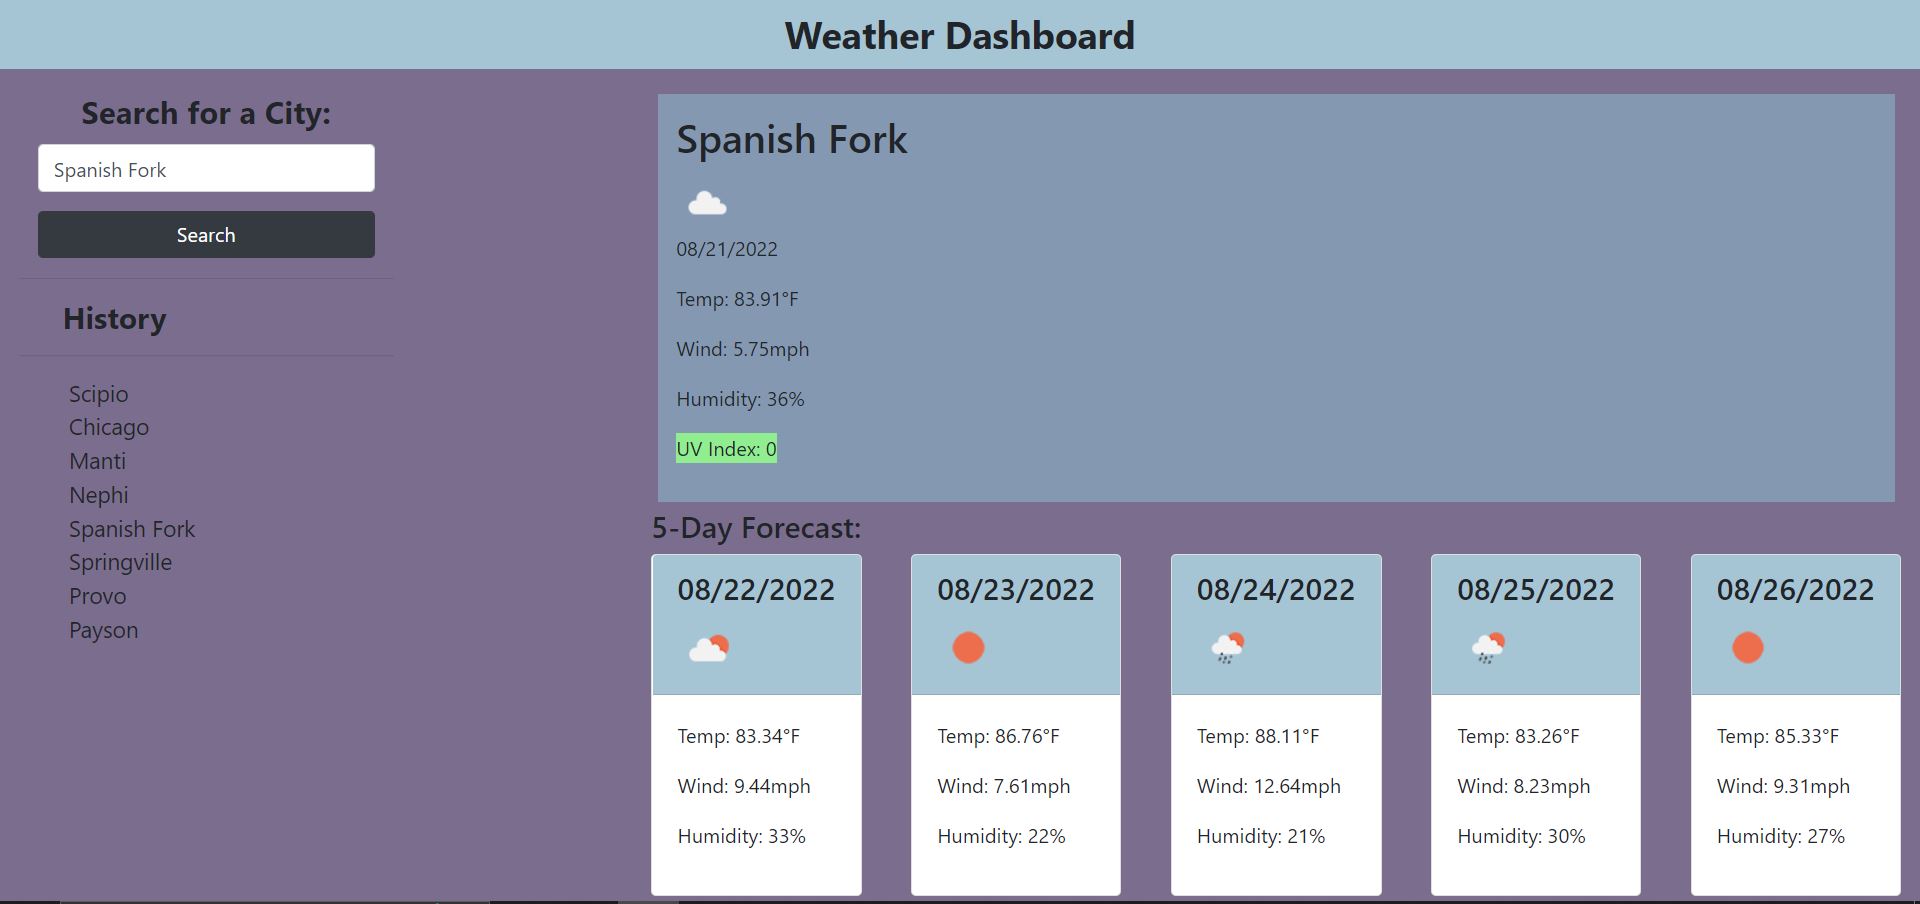 Weather Dashboard
Search for a City:
Spanish Fork
Search
History
Scipio
Chicago
Manti
Nephi
Spanish Fork
Springville
Provo
Payson
Spanish Fork
08/21/2022
Temp: 83.91°F
Wind: 5.75mph
Humidity: 36%
UV Index: 0
5-Day Forecast:
08/22/2022
Temp: 83.34°F
Wind: 9.44mph
Humidity: 33%
08/23/2022
Temp: 86.76°F
Wind: 7.61mph
Humidity: 22%
08/24/2022
Temp: 88.11°F
Wind: 12.64mph
Humidity: 21%
08/25/2022
Temp: 83.26°F
Wind: 8.23mph
Humidity: 30%
08/26/2022
Temp: 85.33°F
Wind: 9.31mph
Humidity: 27%